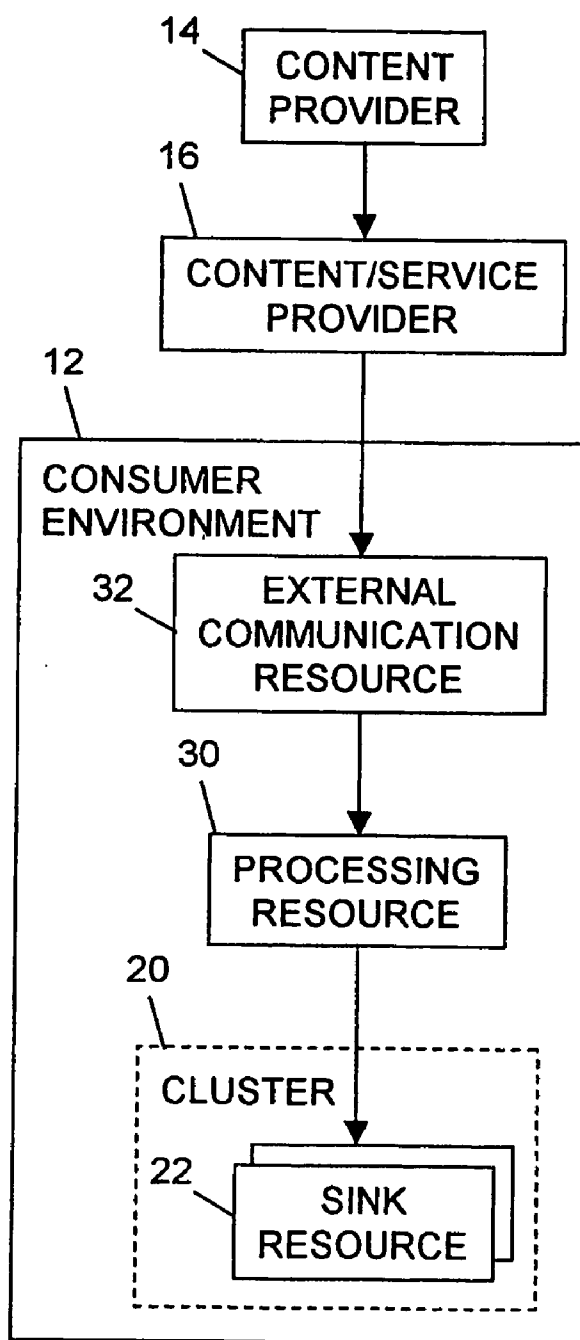 14
CONTENT
PROVIDER
16
CONTENT/SERVICE
PROVIDER
12
CONSUMER
ENVIRONMENT
32
EXTERNAL
COMMUNICATION
RESOURCE
30
PROCESSING
RESOURCE
20
CLUSTER
22
SINK
RESOURCE